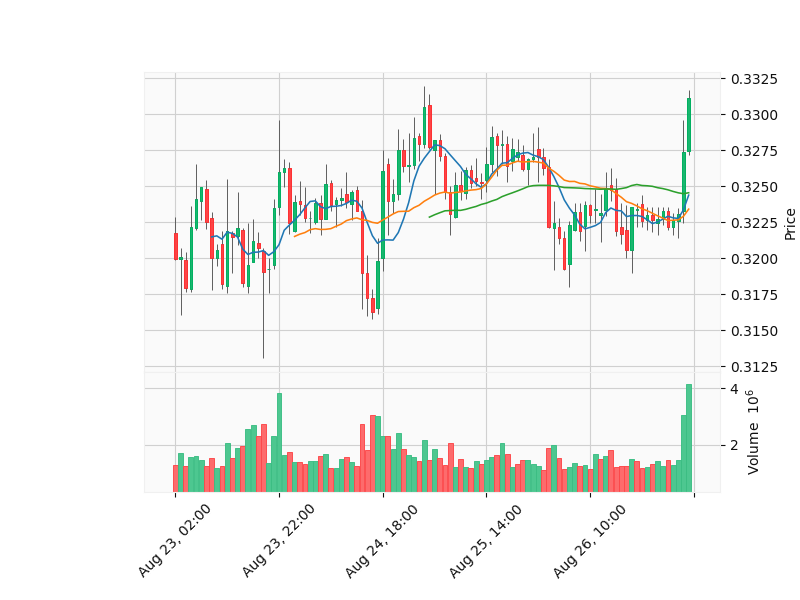 0.3325
0.3300
0.3275
0.3250
0.3225
0.3200
0.3175
0.3150
0.3125
Price
4
2
Volume 10^6
Aug 23, 02:00
Aug 23, 22:00
Aug 24, 18:00
Aug 25, 14:00
Aug 26, 10:00